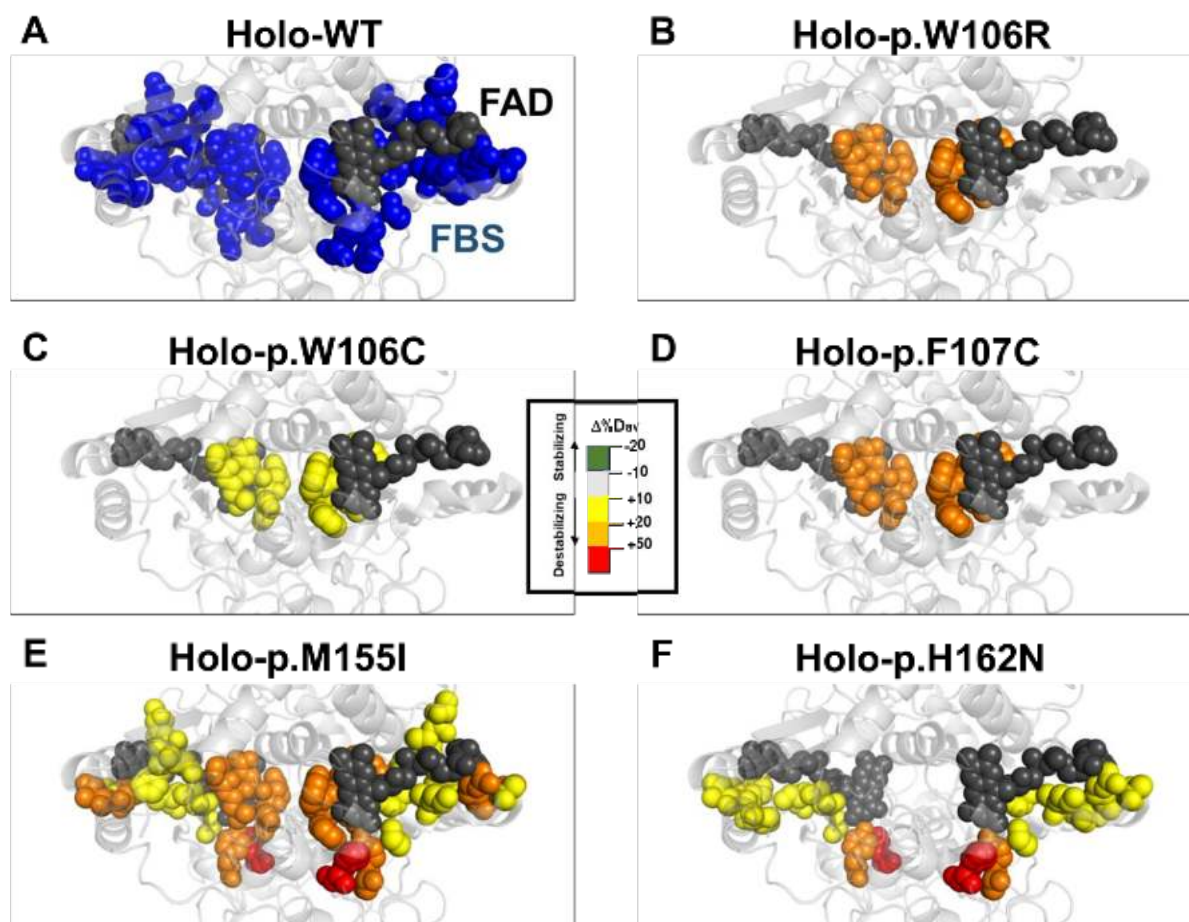 A
Holo-WT
FAD
FBS
B
Holo-p.W106R
C
Holo-p.W106C
D
Holo-p.F107C
Stabilizing
Destabilizing
Δ%Dav
-20
-10
+10
+20
+50
E
Holo-p.M155I
F
Holo-p.H162N